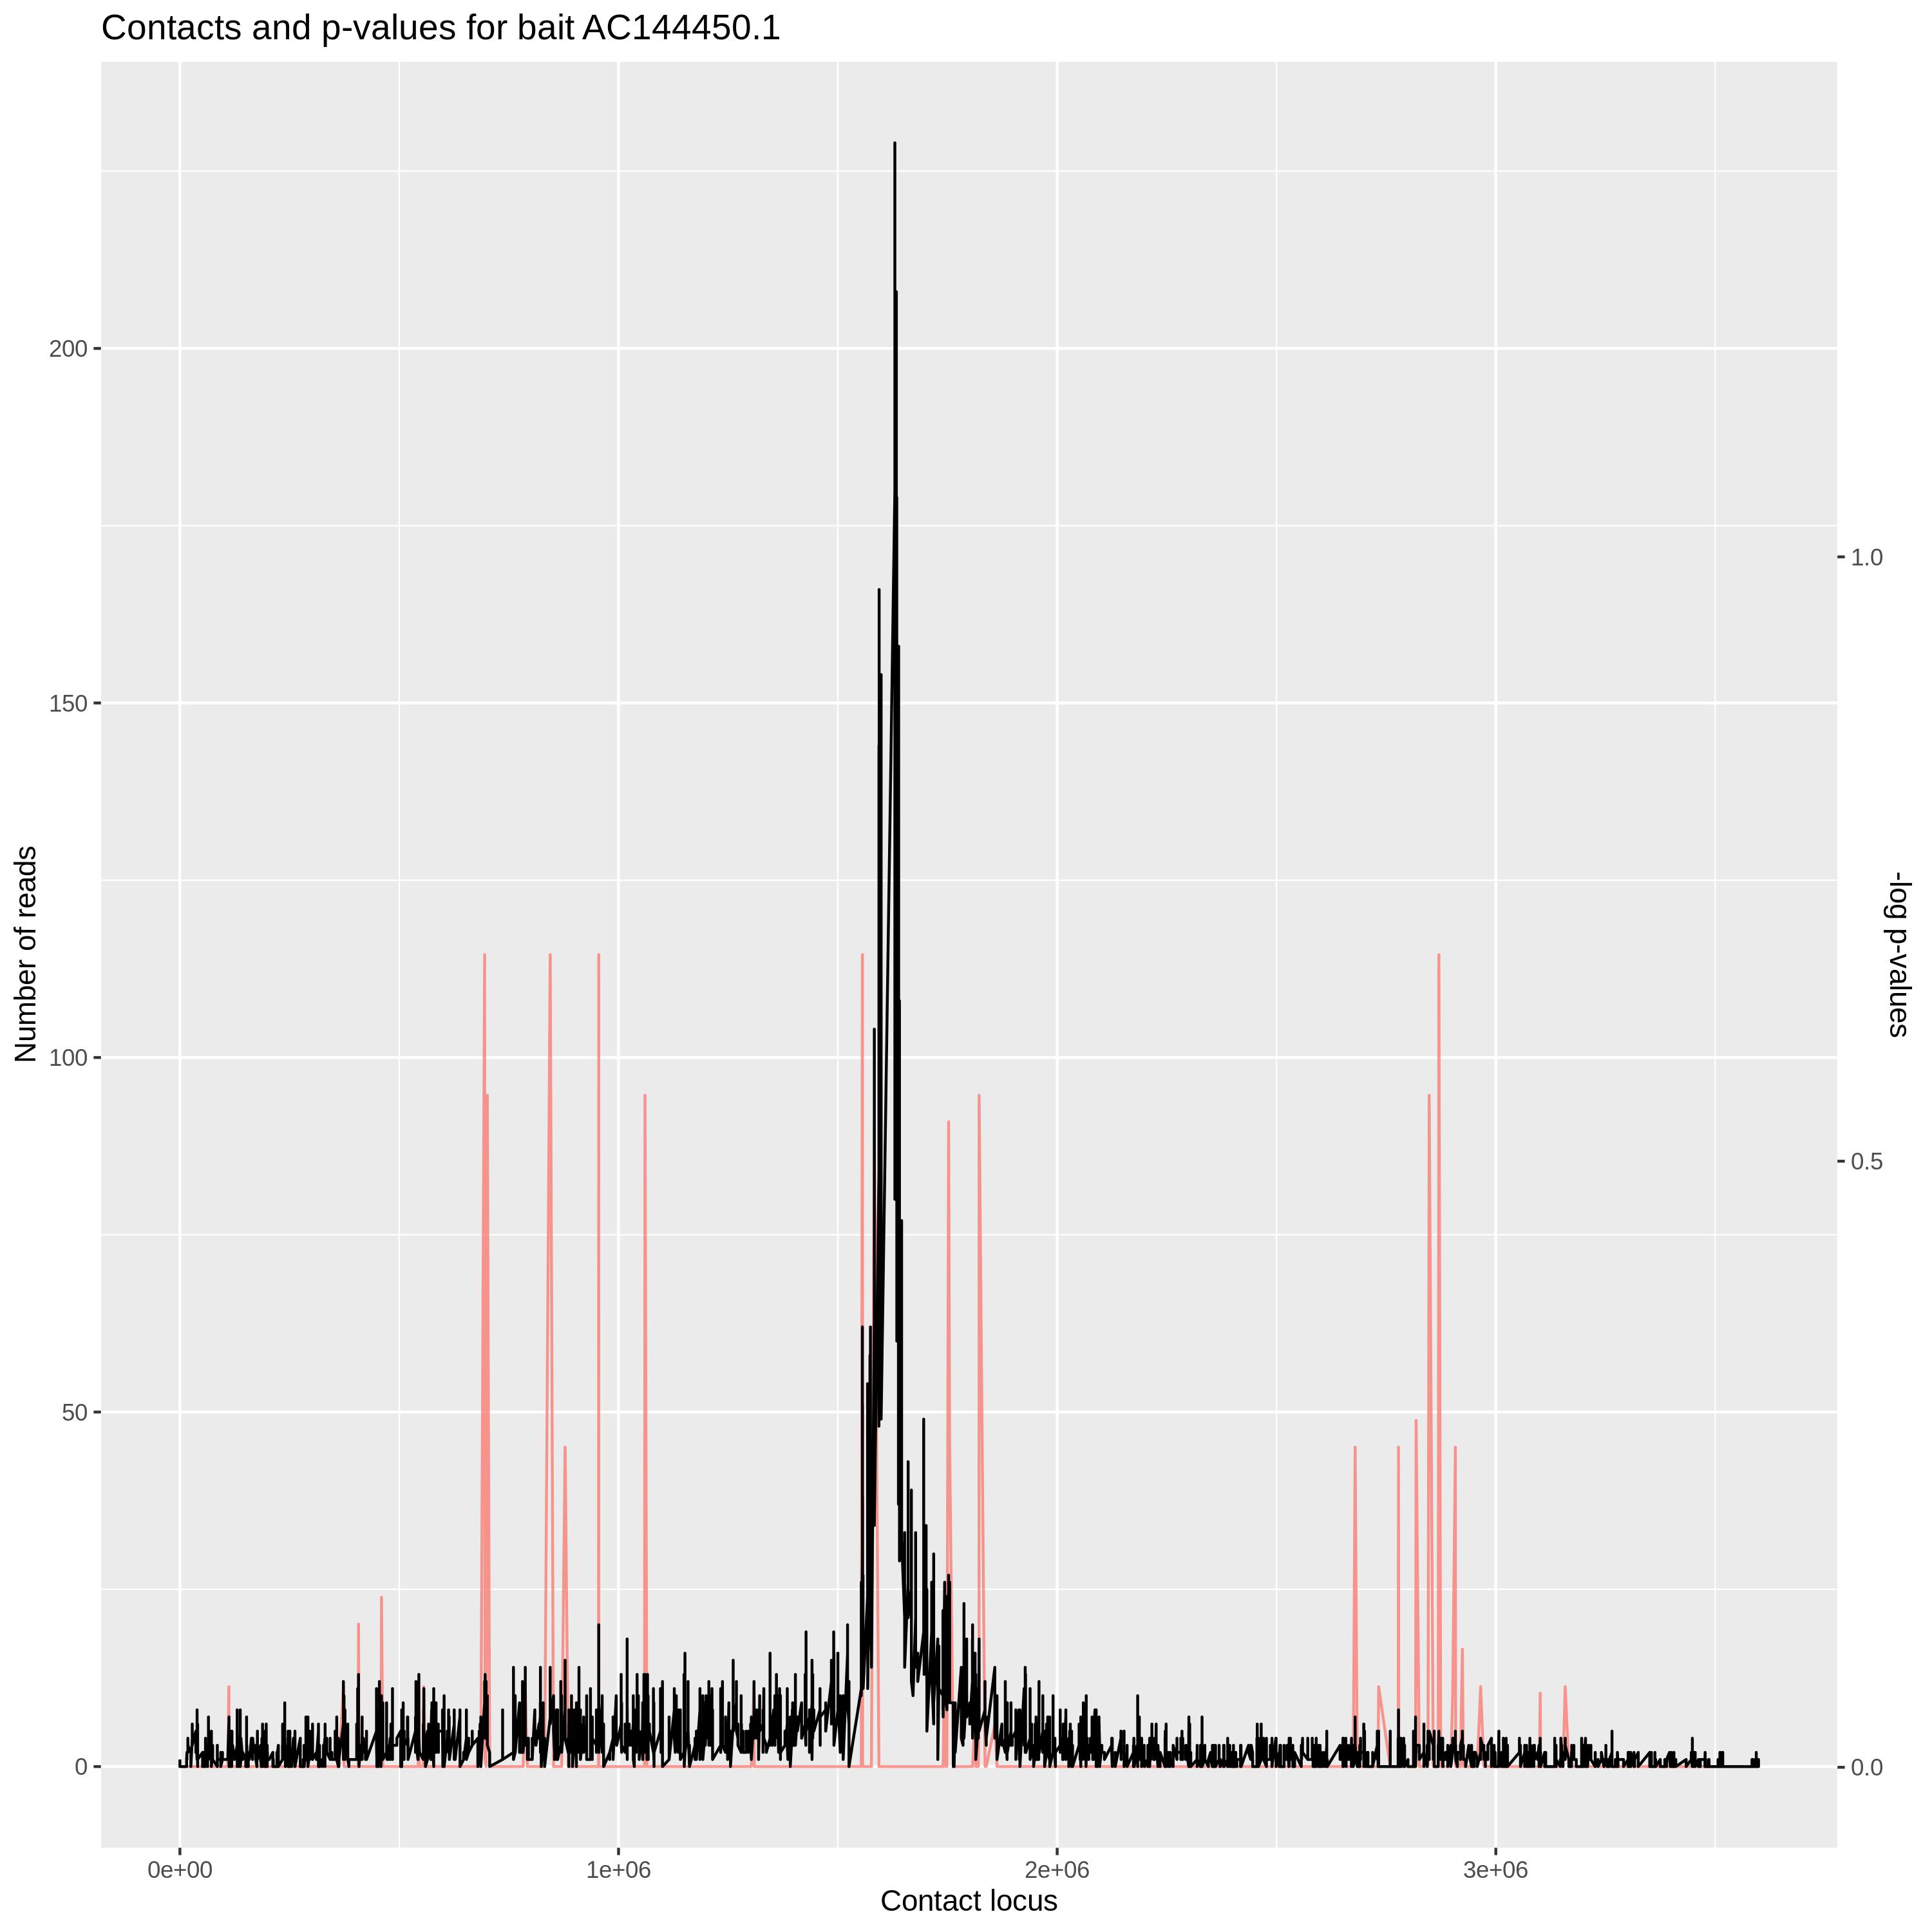 Contacts and p-values for bait AC144450.1
200
150
100
50
0
Number of reads
1.0
0.5
0.0
-log p-values
0e+00 1e+06 2e+06 3e+06
Contact locus